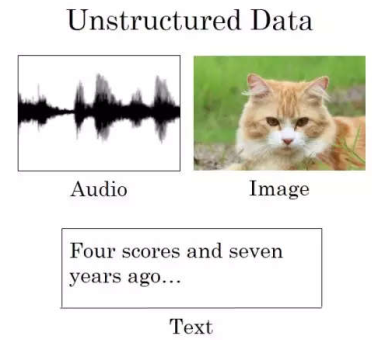 Unstructured Data
Audio
Image
Four scores and seven
years ago...
Text